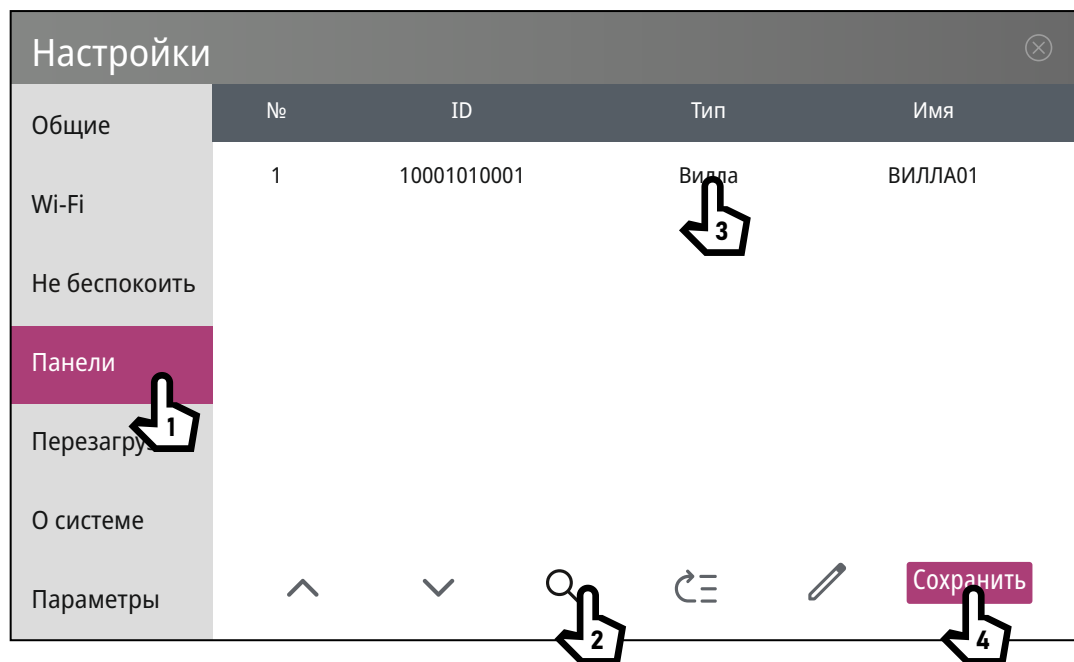 Настройки
Общие
Wi-Fi
Не беспокоить
Панели
О системе
Параметры
№ ID Тип Имя
1 10001010001 Вилла ВИЛЛА01
3
1
2
4
Сохранить